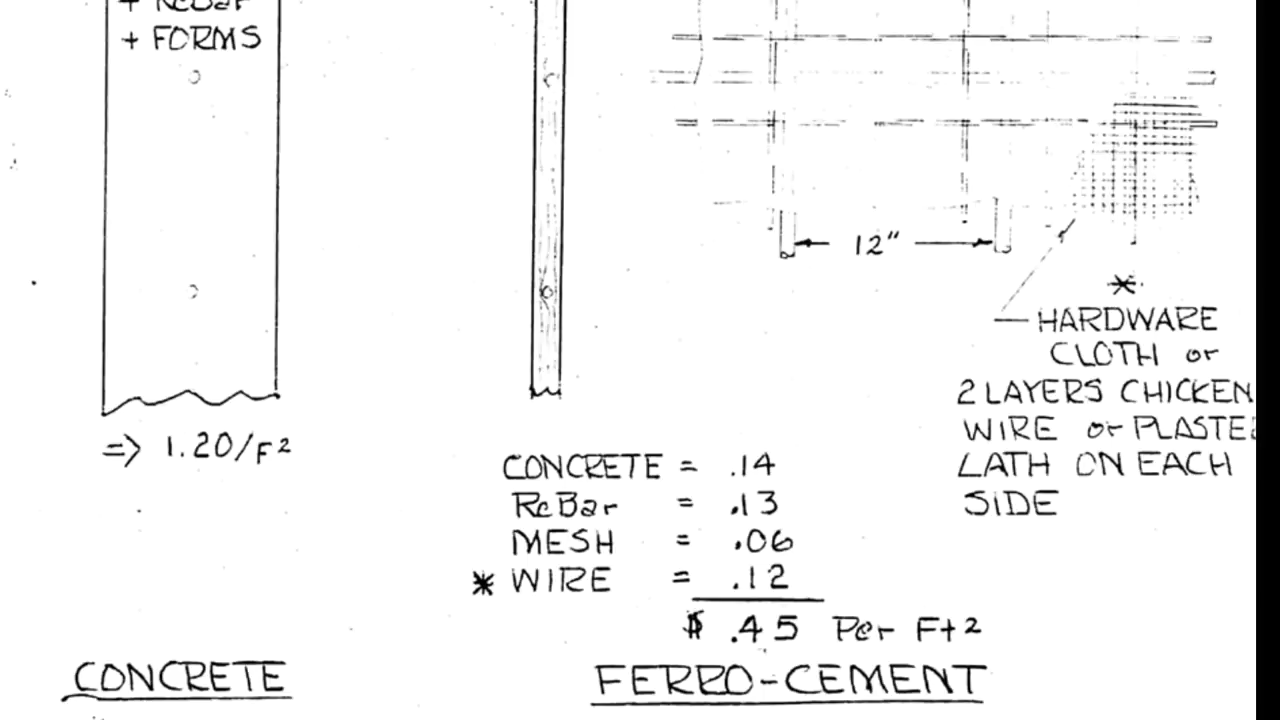 + ReBar
+ FORMS
12"
*
HARDWARE
CLOTH or
2 LAYERS CHICKEN
WIRE or PLASTE
LATH ON EACH
SIDE
=> 1.20/F2
CONCRETE = .14
ReBar = .13
MESH = .06
* WIRE = .12
$ .45 Per Ft2
CONCRETE
FERRO-CEMENT